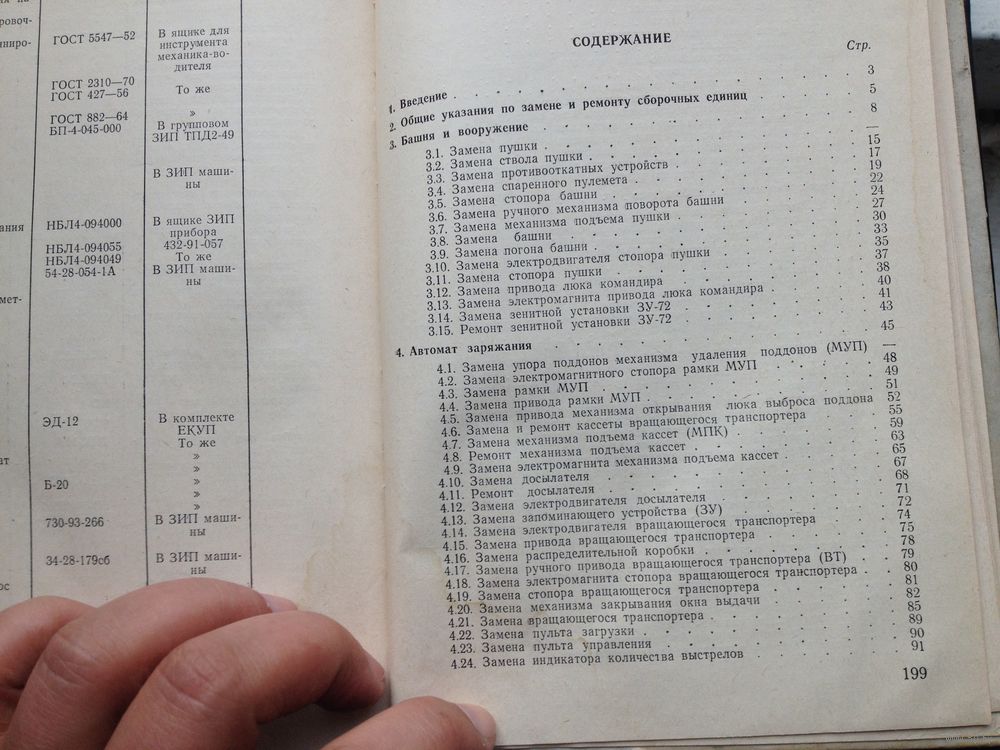 ровоч-
ниро-
ания
мет-
ат
ГОСТ 5547—52 В ящике для
инструмента
механика-во-
дителя
ГОСТ 2310—70 То же
ГОСТ 427—56
ГОСТ 882—64 »
БП-4-045-000 В групповом
ЗИП ТПД2-49
В ЗИП маши-
ны
НБЛ4-094000 В ящике ЗИП
прибора
НБЛ4-094055 432-91-057
НБЛ4-094049 То же
54-28-054-1А В ЗИП маши-
ны
ЭД-12 В комплекте
ЕКУП
То же
»
»
Б-20 »
»
»
730-93-266 В ЗИП маши-
ны
34-28-179сб В ЗИП маши-
ны
СОДЕРЖАНИЕ
Стр.
1. Введение 3
2. Общие указания по замене и ремонту сборочных единиц 5
3. Башня и вооружение 8
3.1. Замена пушки —
3.2. Замена ствола пушки 15
3.3. Замена противооткатных устройств 17
3.4. Замена спаренного пулемета 19
3.5. Замена стопора башни 22
3.6. Замена ручного механизма поворота башни 24
3.7. Замена механизма подъема пушки 27
3.8. Замена башни 30
3.9. Замена погона башни 33
3.10. Замена электродвигателя стопора пушки 35
3.11. Замена стопора пушки 37
3.12. Замена привода люка командира 38
3.13. Замена электромагнита привода люка командира 40
3.14. Замена зенитной установки ЗУ-72 41
3.15. Ремонт зенитной установки ЗУ-72 43
4. Автомат заряжания 45
4.1. Замена упора поддонов механизма удаления поддонов (МУП) —
4.2. Замена электромагнитного стопора рамки МУП 48
4.3. Замена рамки МУП 49
4.4. Замена привода рамки МУП 51
4.5. Замена привода механизма открывания люка выброса поддона 52
4.6. Замена и ремонт кассеты вращающегося транспортера 55
4.7. Замена механизма подъема кассет (МПК) 59
4.8. Ремонт механизма подъема кассет 63
4.9. Замена электромагнита механизма подъема кассет 65
4.10. Замена досылателя 67
4.11. Ремонт досылателя 68
4.12. Замена электродвигателя досылателя 71
4.13. Замена запоминающего устройства (ЗУ) 72
4.14. Замена электродвигателя вращающегося транспортера 74
4.15. Замена привода вращающегося транспортера 75
4.16. Замена распределительной коробки 78
4.17. Замена ручного привода вращающегося транспортера (ВТ) 79
4.18. Замена электромагнита стопора вращающегося транспортера 80
4.19. Замена стопора вращающегося транспортера 81
4.20. Замена механизма закрывания окна выдачи 82
4.21. Замена вращающегося транспортера 85
4.22. Замена пульта загрузки 89
4.23. Замена пульта управления 90
4.24. Замена индикатора количества выстрелов 91
199